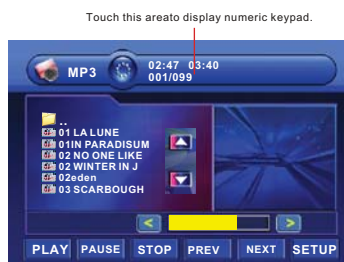 Touch this areato display numeric keypad.
MP3
02:47 03:40
001/099
..
01 LA LUNE
01IN PARADISUM
02 NO ONE LIKE
02 WINTER IN J
02eden
03 SCARBOUGH
< >
PLAY PAUSE STOP PREV NEXT SETUP